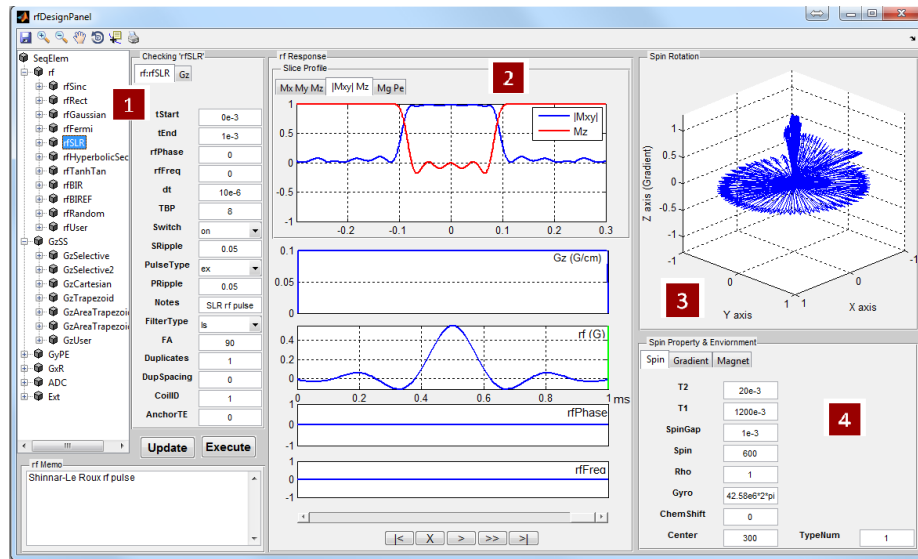 rfDesignPanel
SeqElem
rf
rfSinc
rfRect
rfGaussian
rfFermi
rfSLR
rfHyperbolicSec
rfTanhTan
rfBIR
rfBIREF
rfRandom
rfUser
GzSS
GzSelective
GzSelective2
GzCartesian
GzTrapezoid
GzAreaTrapezoid
GzAreaTrapezoid
GzUser
GyPE
GxR
ADC
Ext
Checking 'rfSLR'
rf:rfSLR Gz
1
tStart 0e-3
tEnd 1e-3
rfPhase 0
rfFreq 0
dt 10e-6
TBP 8
Switch on
SRipple 0.05
PulseType ex
PRipple 0.05
Notes SLR rf pulse
FilterType ls
FA 90
Duplicates 1
DupSpacing 0
CoilID 1
AnchorTE 0
Update Execute
rf Memo
Shinnar-Le Roux rf pulse
rf Response
Slice Profile
2
Mx My Mz |Mxy| Mz Mg Pe
|Mxy|
Mz
1
0.5
0
-0.5
-1
-0.2 -0.1 0 0.1 0.2 0.3
Gz (G/cm)
0.1
0.05
0
rf (G)
0.4
0.2
0
0 0.2 0.4 0.6 0.8 1 ms
rfPhase
1
0
-1
rfFreq
1
0
-1
|< X > >> >|
Spin Rotation
Z axis (Gradient)
1
0.5
0
-0.5
-1
-1 0 1
Y axis
1 0 -1
X axis
3
Spin Property & Enviornment
Spin Gradient Magnet
4
T2 20e-3
T1 1200e-3
SpinGap 1e-3
Spin 600
Rho 1
Gyro 42.58e6*2*pi
ChemShift 0
Center 300 TypeNum 1